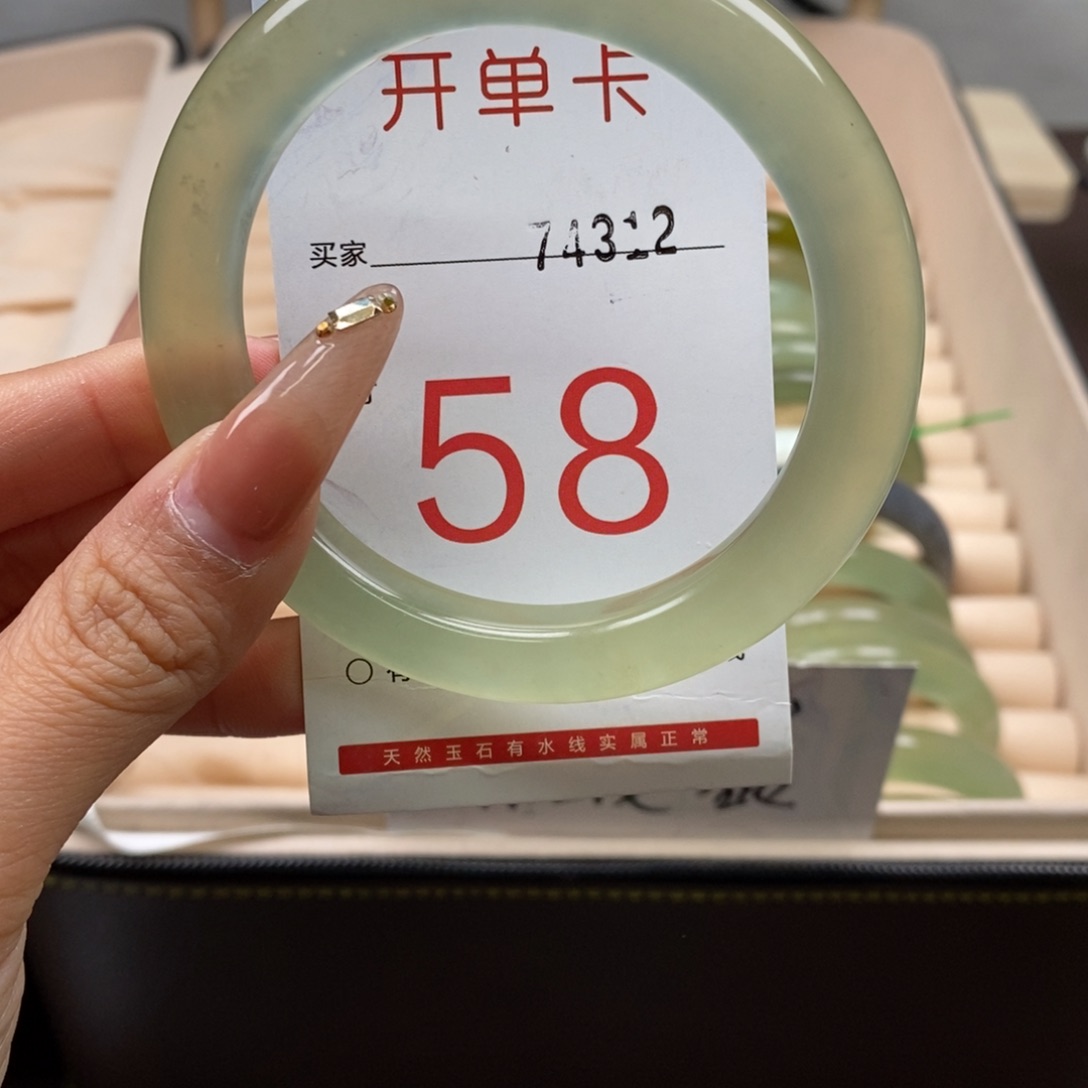 开单卡
买家 74312
58
天然玉石有水线实属正常